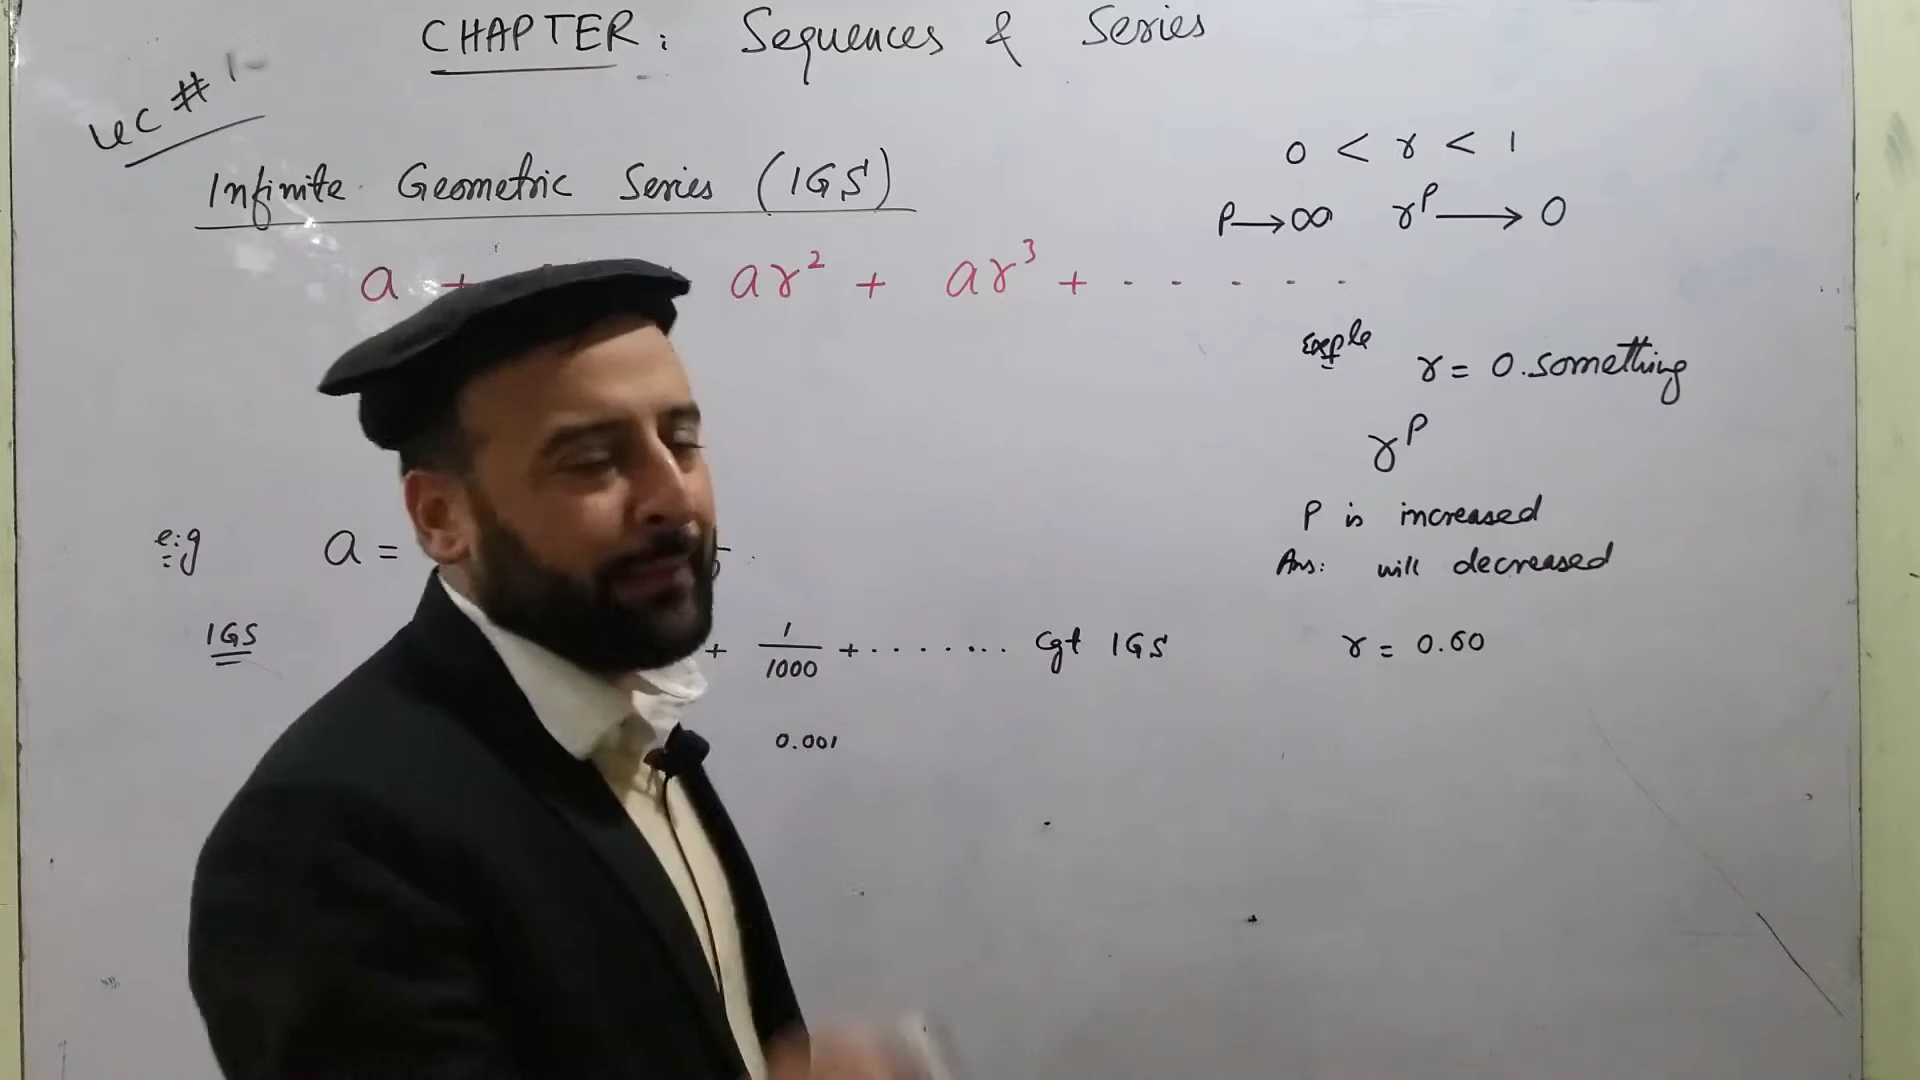 CHAPTER: Sequences & Series
Lec # 1
Infinite Geometric Series (IGS)
0 < r < 1
P → ∞ r^P → 0
a + ar² + ar³ + . . . . .
Exple r = 0.something
r^P
P is increased
e.g a =
Ans: will decreased
IGS + 1/1000 + . . . . . . . Cgt IGS
r = 0.60
0.001